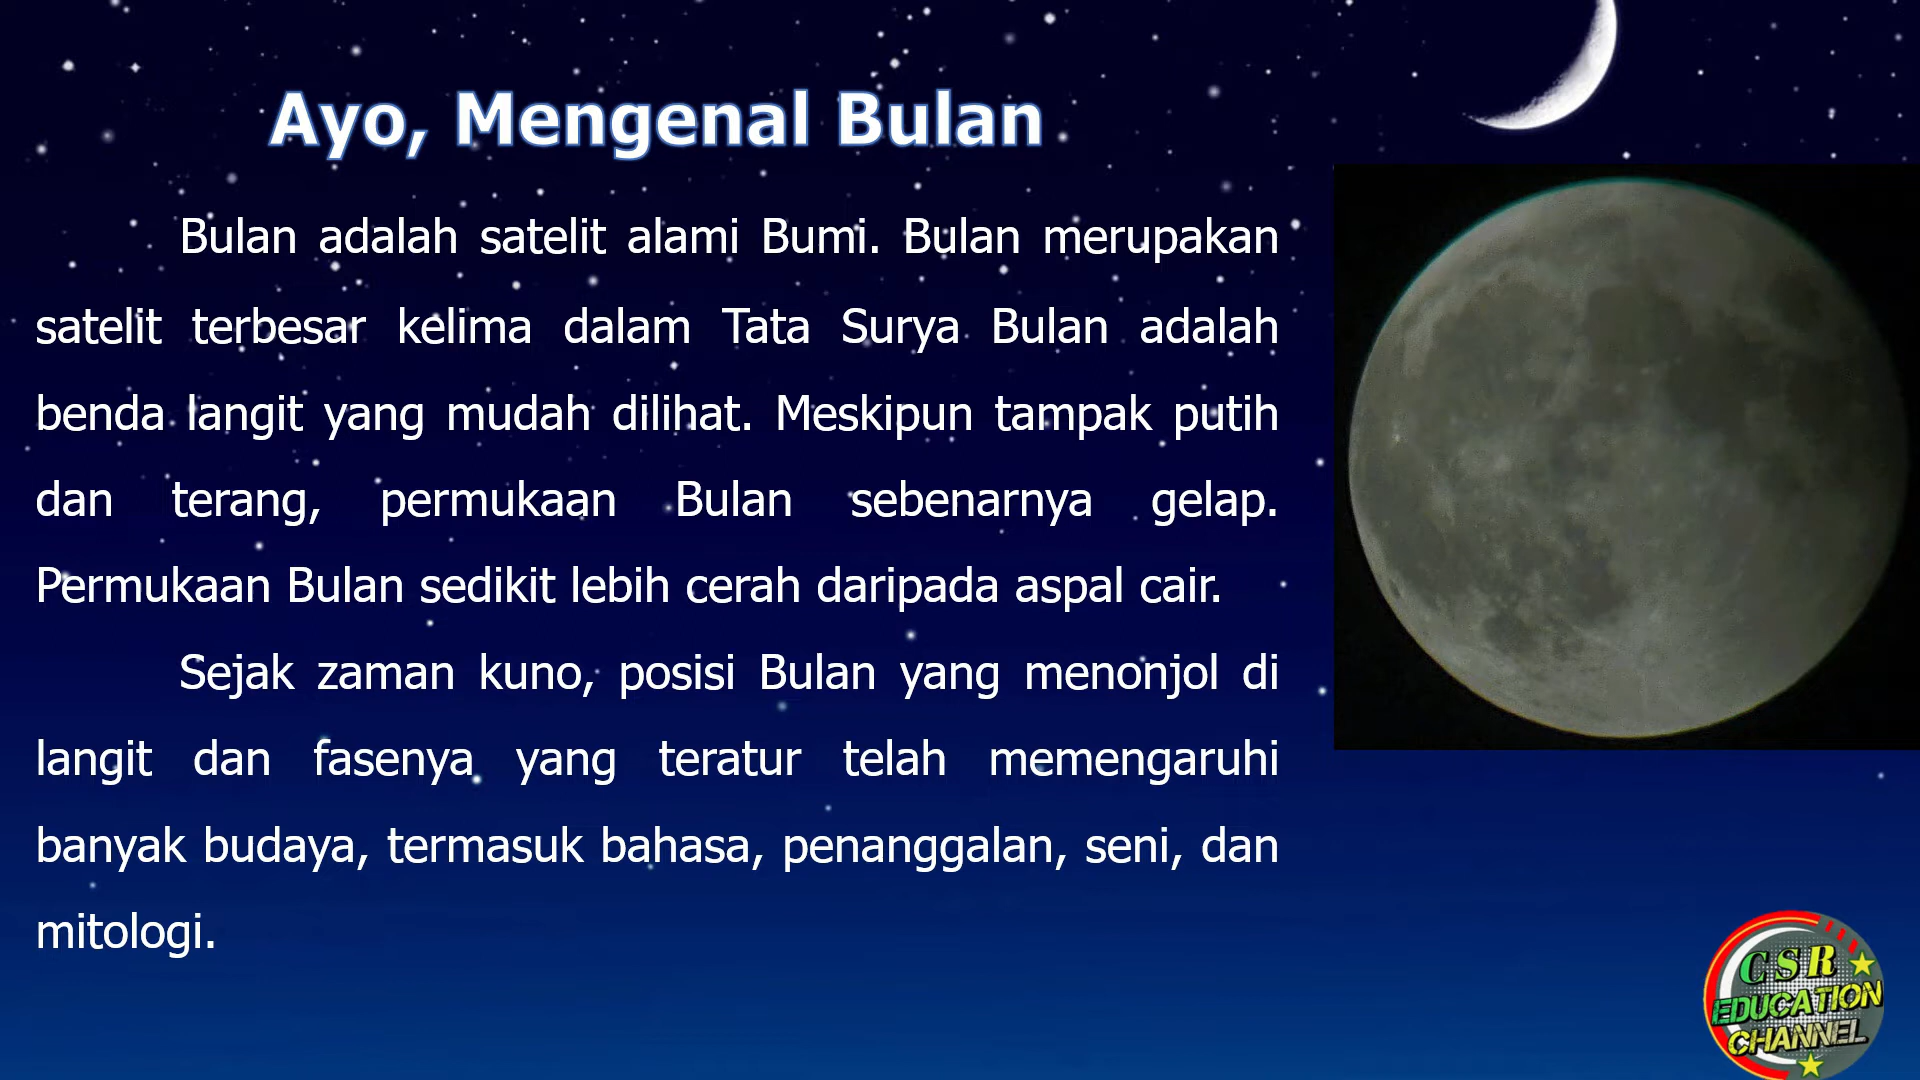 Ayo, Mengenal Bulan
Bulan adalah satelit alami Bumi. Bulan merupakan
satelit terbesar kelima dalam Tata Surya Bulan adalah
benda langit yang mudah dilihat. Meskipun tampak putih
dan terang, permukaan Bulan sebenarnya gelap.
Permukaan Bulan sedikit lebih cerah daripada aspal cair.
Sejak zaman kuno, posisi Bulan yang menonjol di
langit dan fasenya yang teratur telah memengaruhi
banyak budaya, termasuk bahasa, penanggalan, seni, dan
mitologi.
CSR
EDUCATION
CHANNEL